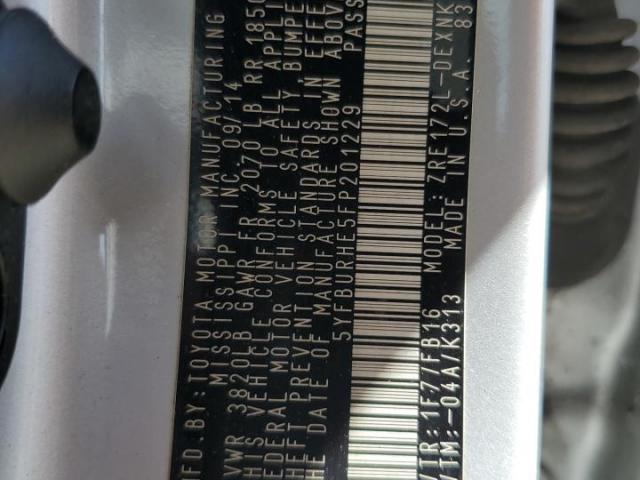 MFD.BY:TOYOTA MOTOR MANUFACTURING
MISSISSIPPI INC. 09/14
GVWR 3820LB GAWR FR 2070 LB RR 1850
THIS VEHICLE CONFORMS TO ALL APPLI
FEDERAL MOTOR VEHICLE SAFETY, BUMPE
THEFT PREVENTION STANDARDS IN EFFE
THE DATE OF MANUFACTURE SHOWN ABOV
5YFBURHE5FP201229 PASS
C/TR:1F7/FB16 MODEL:ZRE172L-DEXNK
A/TM:-04A/K313 MADE IN U.S.A. 83